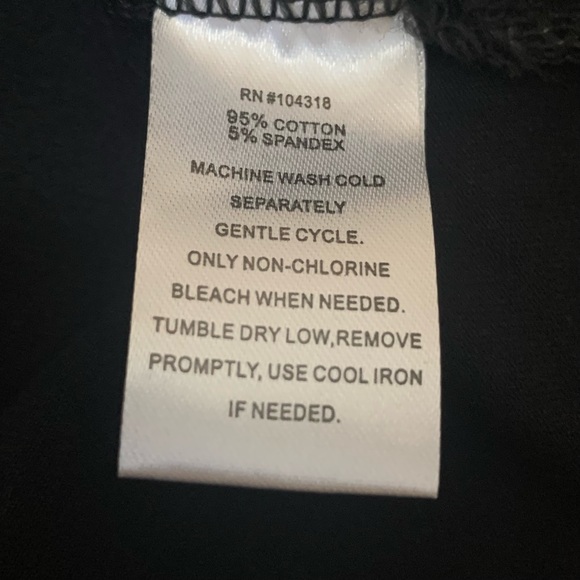 RN #104318
95% COTTON
5% SPANDEX
MACHINE WASH COLD
SEPARATELY
GENTLE CYCLE.
ONLY NON-CHLORINE
BLEACH WHEN NEEDED.
TUMBLE DRY LOW,REMOVE
PROMPTLY, USE COOL IRON
IF NEEDED.